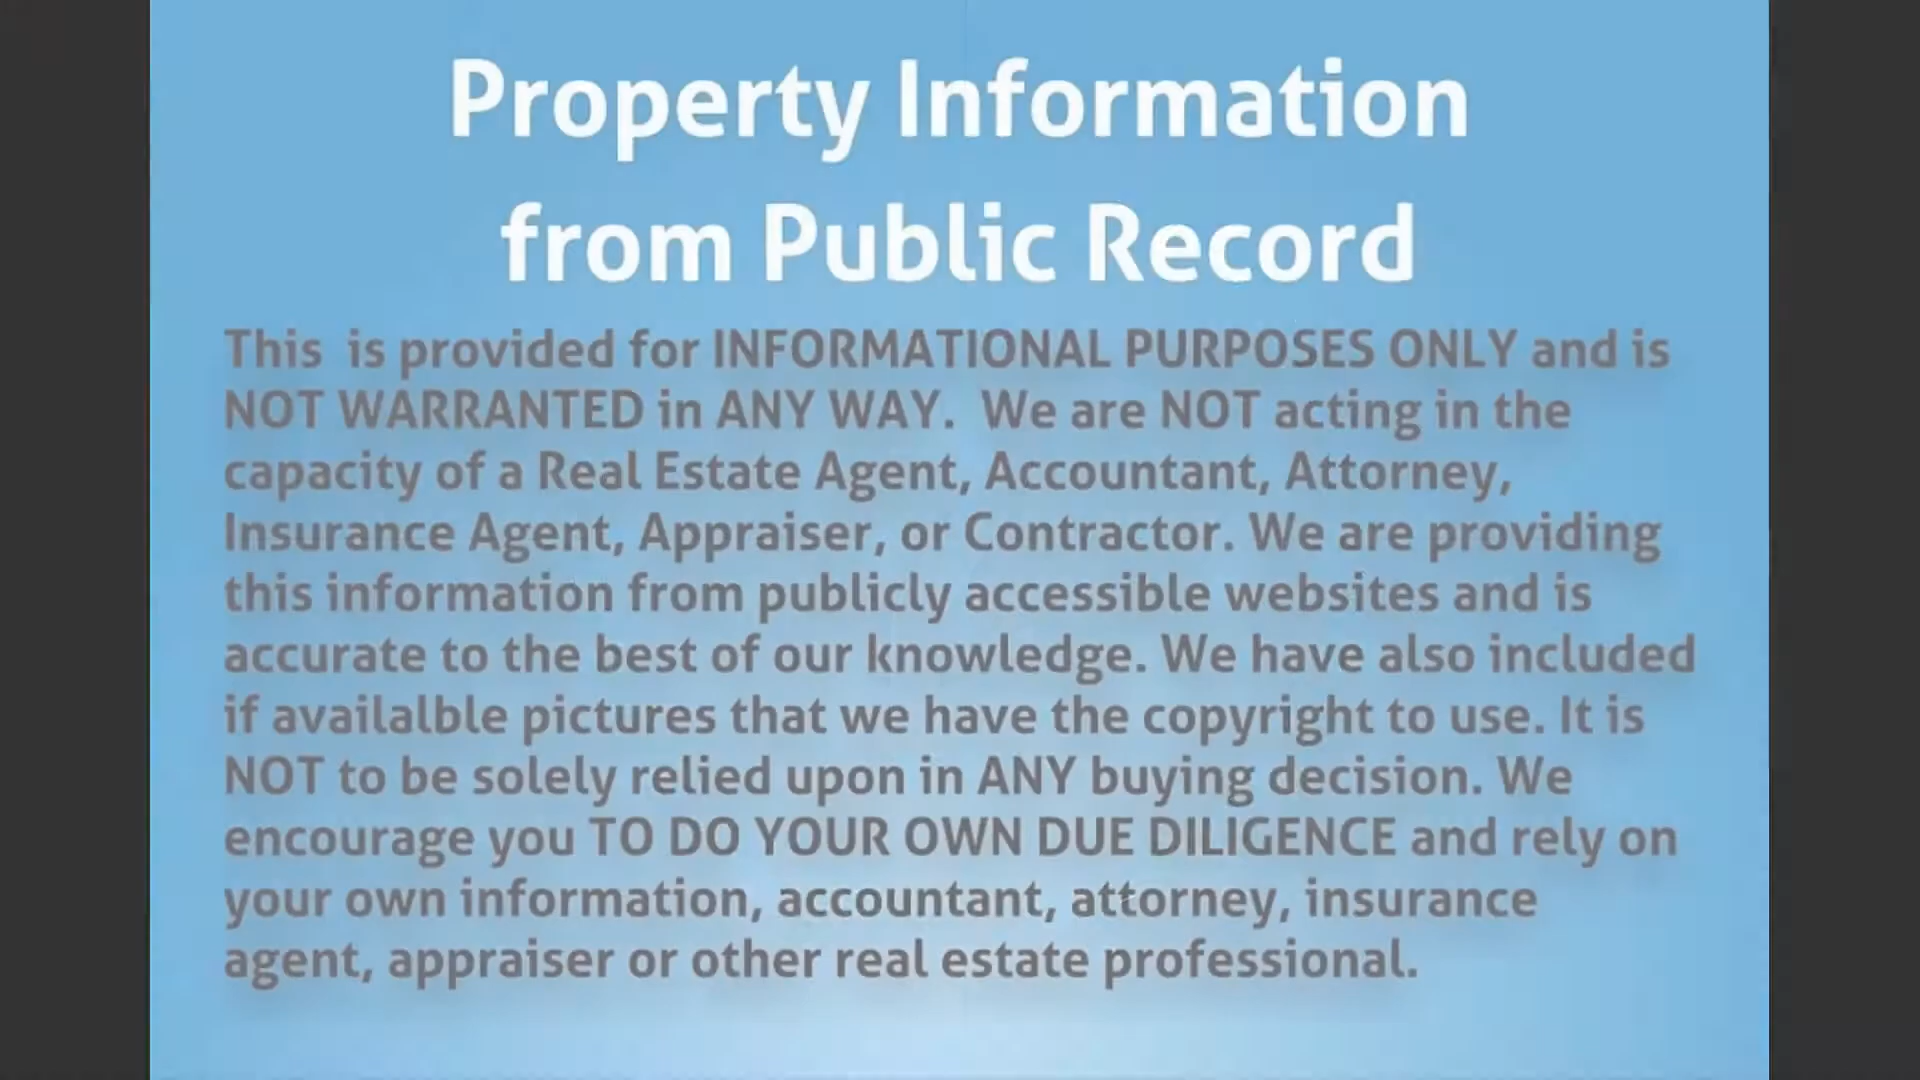 Property Information
from Public Record
This  is provided for INFORMATIONAL PURPOSES ONLY and is
NOT WARRANTED in ANY WAY.  We are NOT acting in the
capacity of a Real Estate Agent, Accountant, Attorney,
Insurance Agent, Appraiser, or Contractor. We are providing
this information from publicly accessible websites and is
accurate to the best of our knowledge. We have also included
if availalble pictures that we have the copyright to use. It is
NOT to be solely relied upon in ANY buying decision. We
encourage you TO DO YOUR OWN DUE DILIGENCE and rely on
your own information, accountant, attorney, insurance
agent, appraiser or other real estate professional.